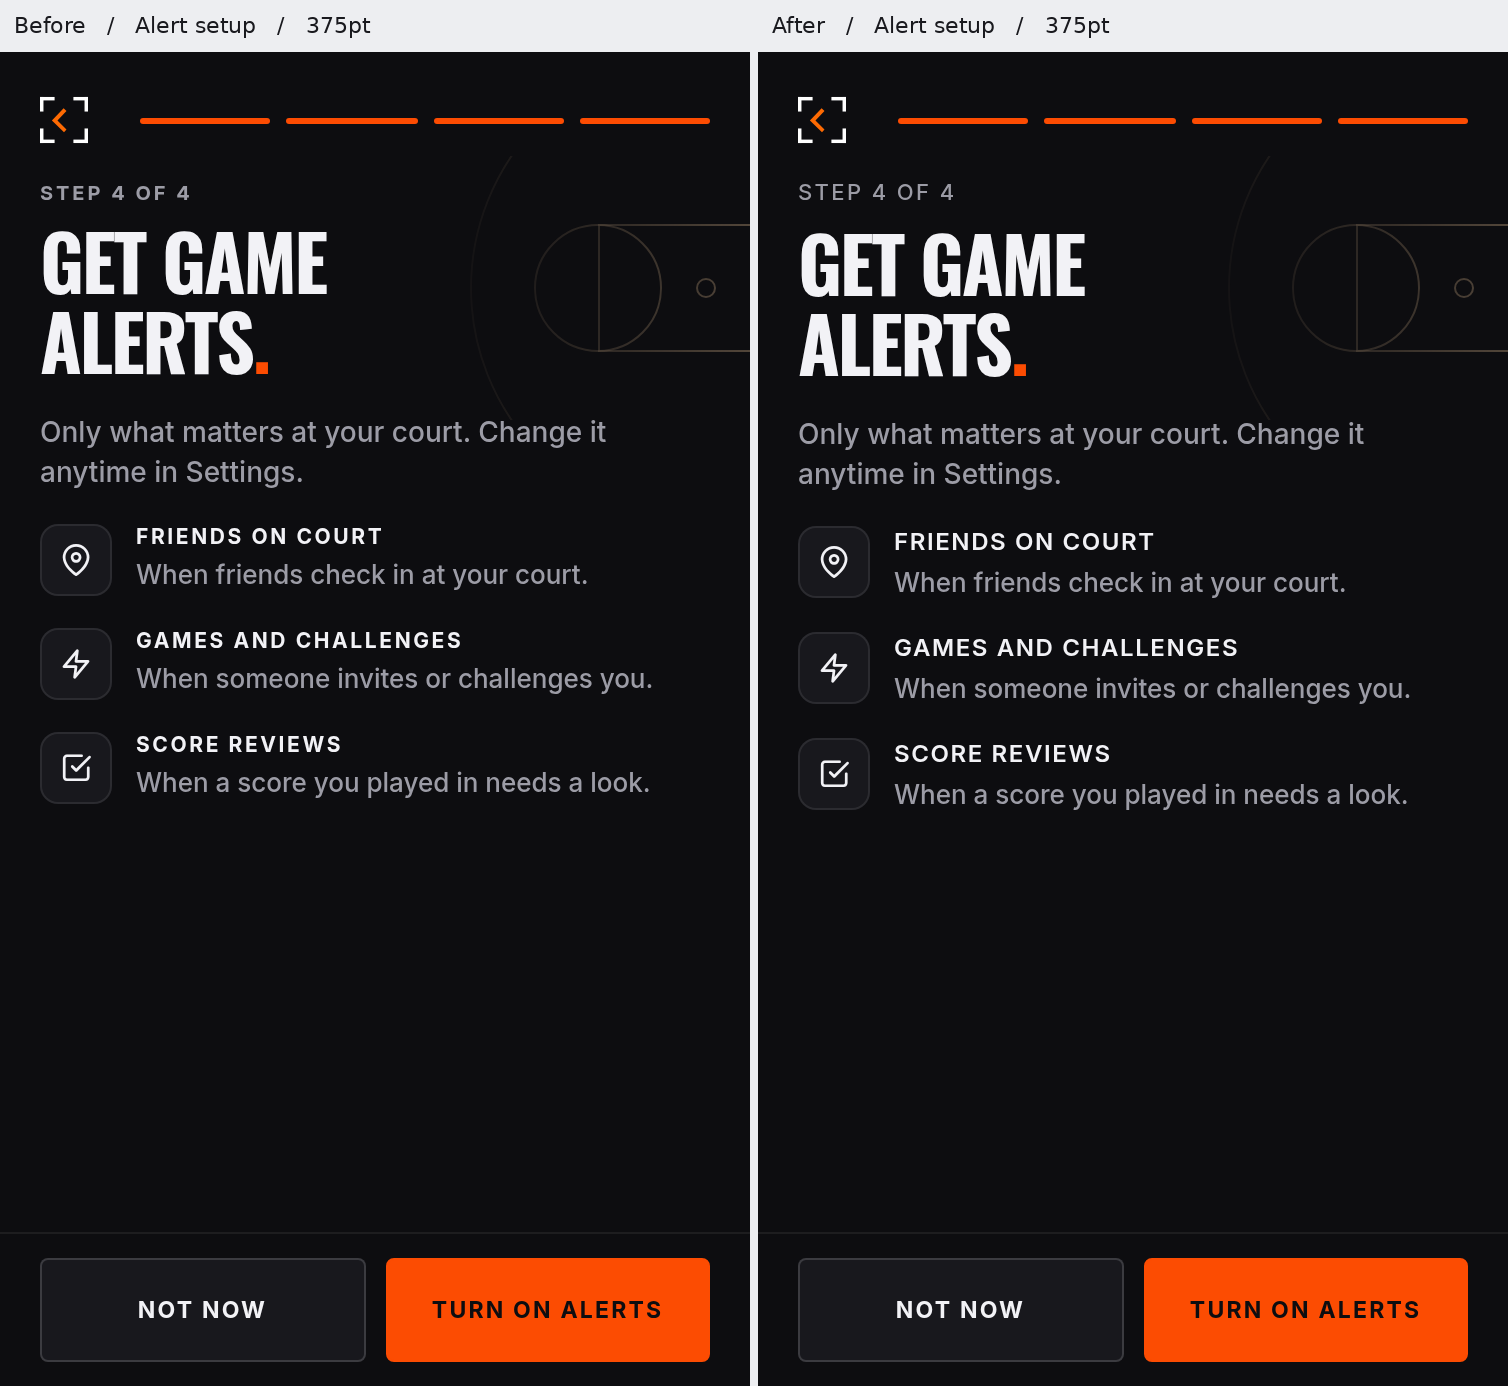 Before / Alert setup / 375pt
STEP 4 OF 4
GET GAME
ALERTS.
Only what matters at your court. Change it
anytime in Settings.
FRIENDS ON COURT
When friends check in at your court.
GAMES AND CHALLENGES
When someone invites or challenges you.
SCORE REVIEWS
When a score you played in needs a look.
NOT NOW
TURN ON ALERTS
After / Alert setup / 375pt
STEP 4 OF 4
GET GAME
ALERTS.
Only what matters at your court. Change it
anytime in Settings.
FRIENDS ON COURT
When friends check in at your court.
GAMES AND CHALLENGES
When someone invites or challenges you.
SCORE REVIEWS
When a score you played in needs a look.
NOT NOW
TURN ON ALERTS